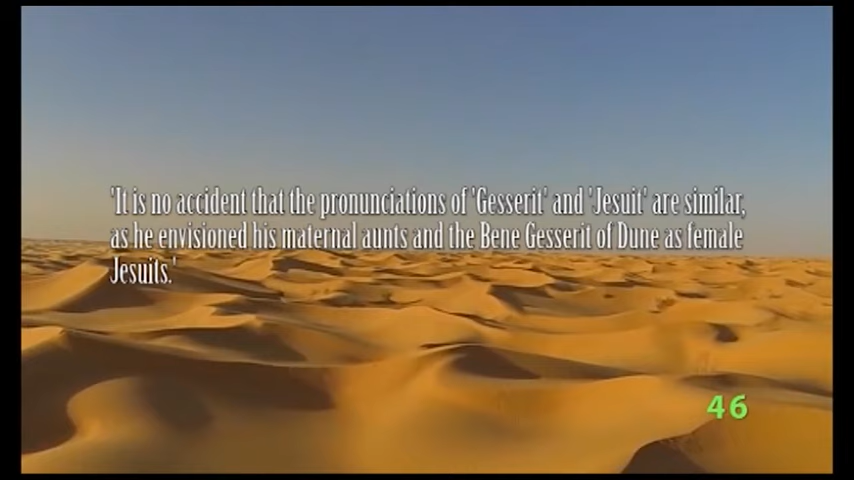 'It is no accident that the pronunciations of 'Gesserit' and 'Jesuit' are similar,
as he envisioned his maternal aunts and the Bene Gesserit of Dune as female
Jesuits.'
46